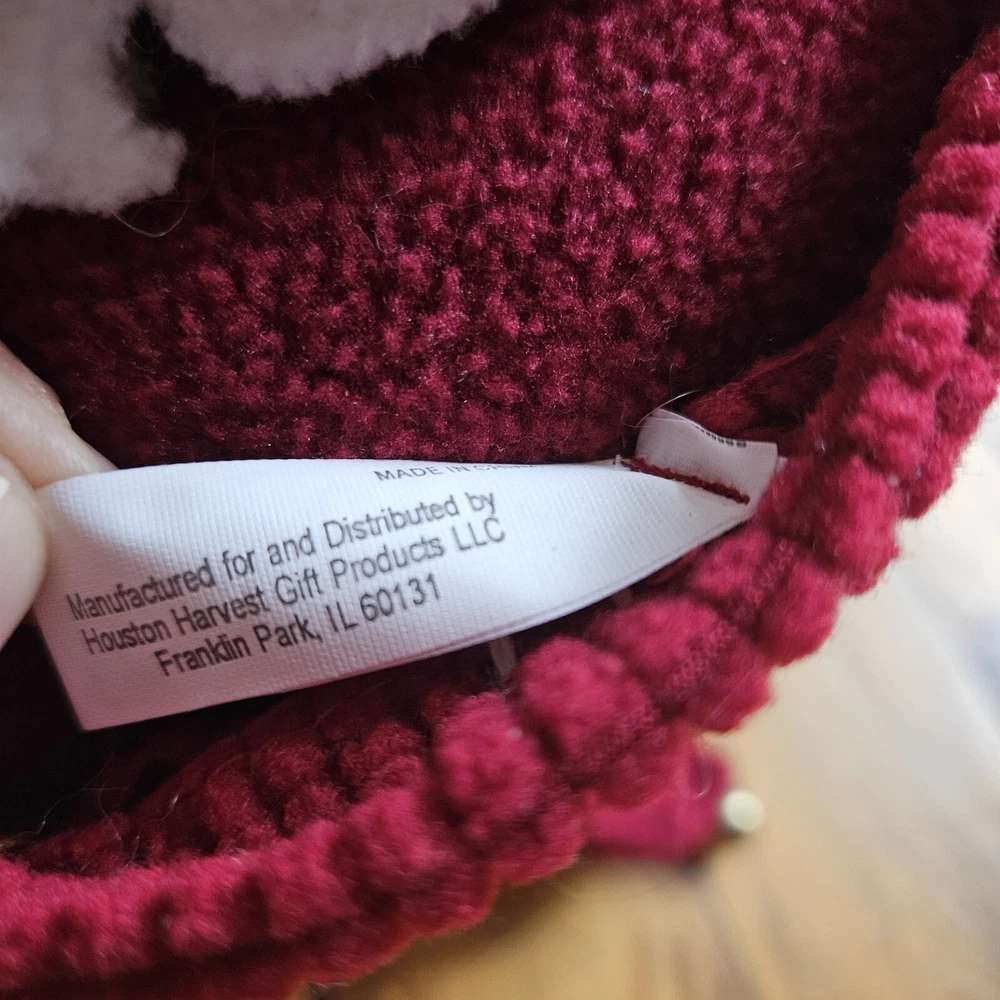 MADE IN CHINA
Manufactured for and Distributed by
Houston Harvest Gift Products LLC
Franklin Park, IL 60131